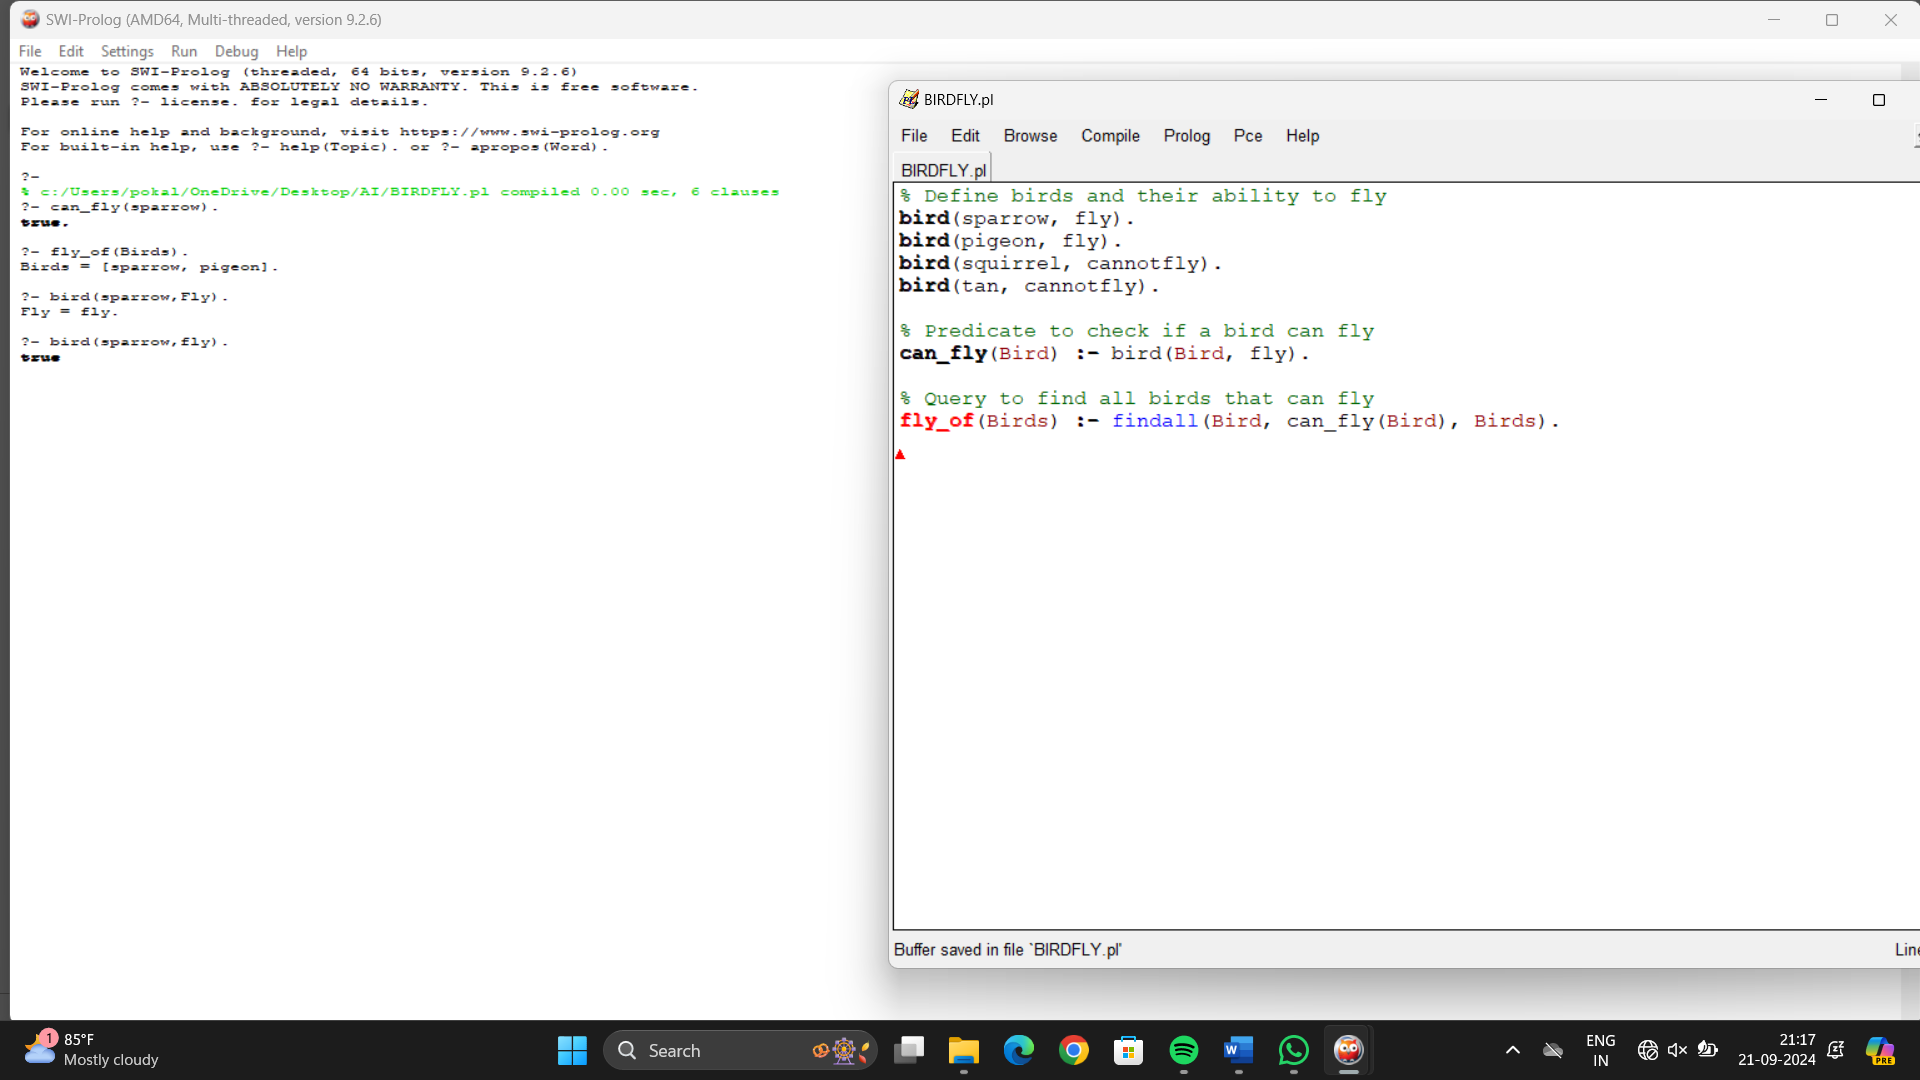 SWI-Prolog (AMD64, Multi-threaded, version 9.2.6)
File Edit Settings Run Debug Help
Welcome to SWI-Prolog (threaded, 64 bits, version 9.2.6)
SWI-Prolog comes with ABSOLUTELY NO WARRANTY. This is free software.
Please run ?- license. for legal details.
For online help and background, visit https://www.swi-prolog.org
For built-in help, use ?- help(Topic). or ?- apropos(Word).
?-
% c:/Users/pokal/OneDrive/Desktop/AI/BIRDFLY.pl compiled 0.00 sec, 6 clauses
?- can_fly(sparrow).
true.
?- fly_of(Birds).
Birds = [sparrow, pigeon].
?- bird(sparrow,Fly).
Fly = fly.
?- bird(sparrow,fly).
true
BIRDFLY.pl
File Edit Browse Compile Prolog Pce Help
BIRDFLY.pl
% Define birds and their ability to fly
bird(sparrow, fly).
bird(pigeon, fly).
bird(squirrel, cannotfly).
bird(tan, cannotfly).
% Predicate to check if a bird can fly
can_fly(Bird) :- bird(Bird, fly).
% Query to find all birds that can fly
fly_of(Birds) :- findall(Bird, can_fly(Bird), Birds).
Buffer saved in file `BIRDFLY.pl'
Line
1
85°F
Mostly cloudy
Search
W
ENG
IN
21:17
21-09-2024
PRE